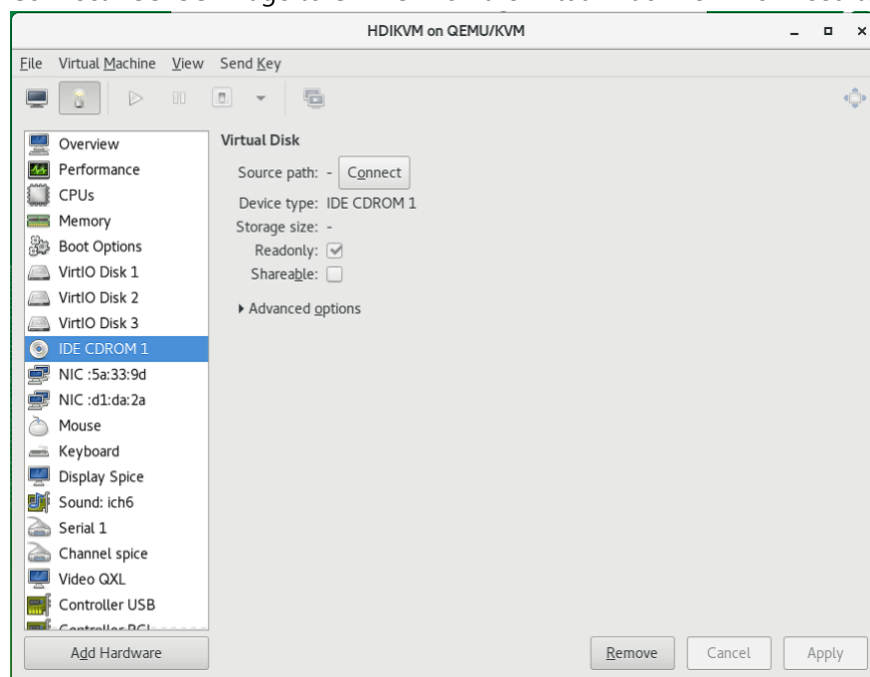 HDIKVM on QEMU/KVM
File Virtual Machine View Send Key
Overview
Performance
CPUs
Memory
Boot Options
VirtIO Disk 1
VirtIO Disk 2
VirtIO Disk 3
IDE CDROM 1
NIC :5a:33:9d
NIC :d1:da:2a
Mouse
Keyboard
Display Spice
Sound: ich6
Serial 1
Channel spice
Video QXL
Controller USB
Add Hardware
Virtual Disk
Source path: - Connect
Device type: IDE CDROM 1
Storage size: -
Readonly:
Shareable:
Advanced options
Remove Cancel Apply